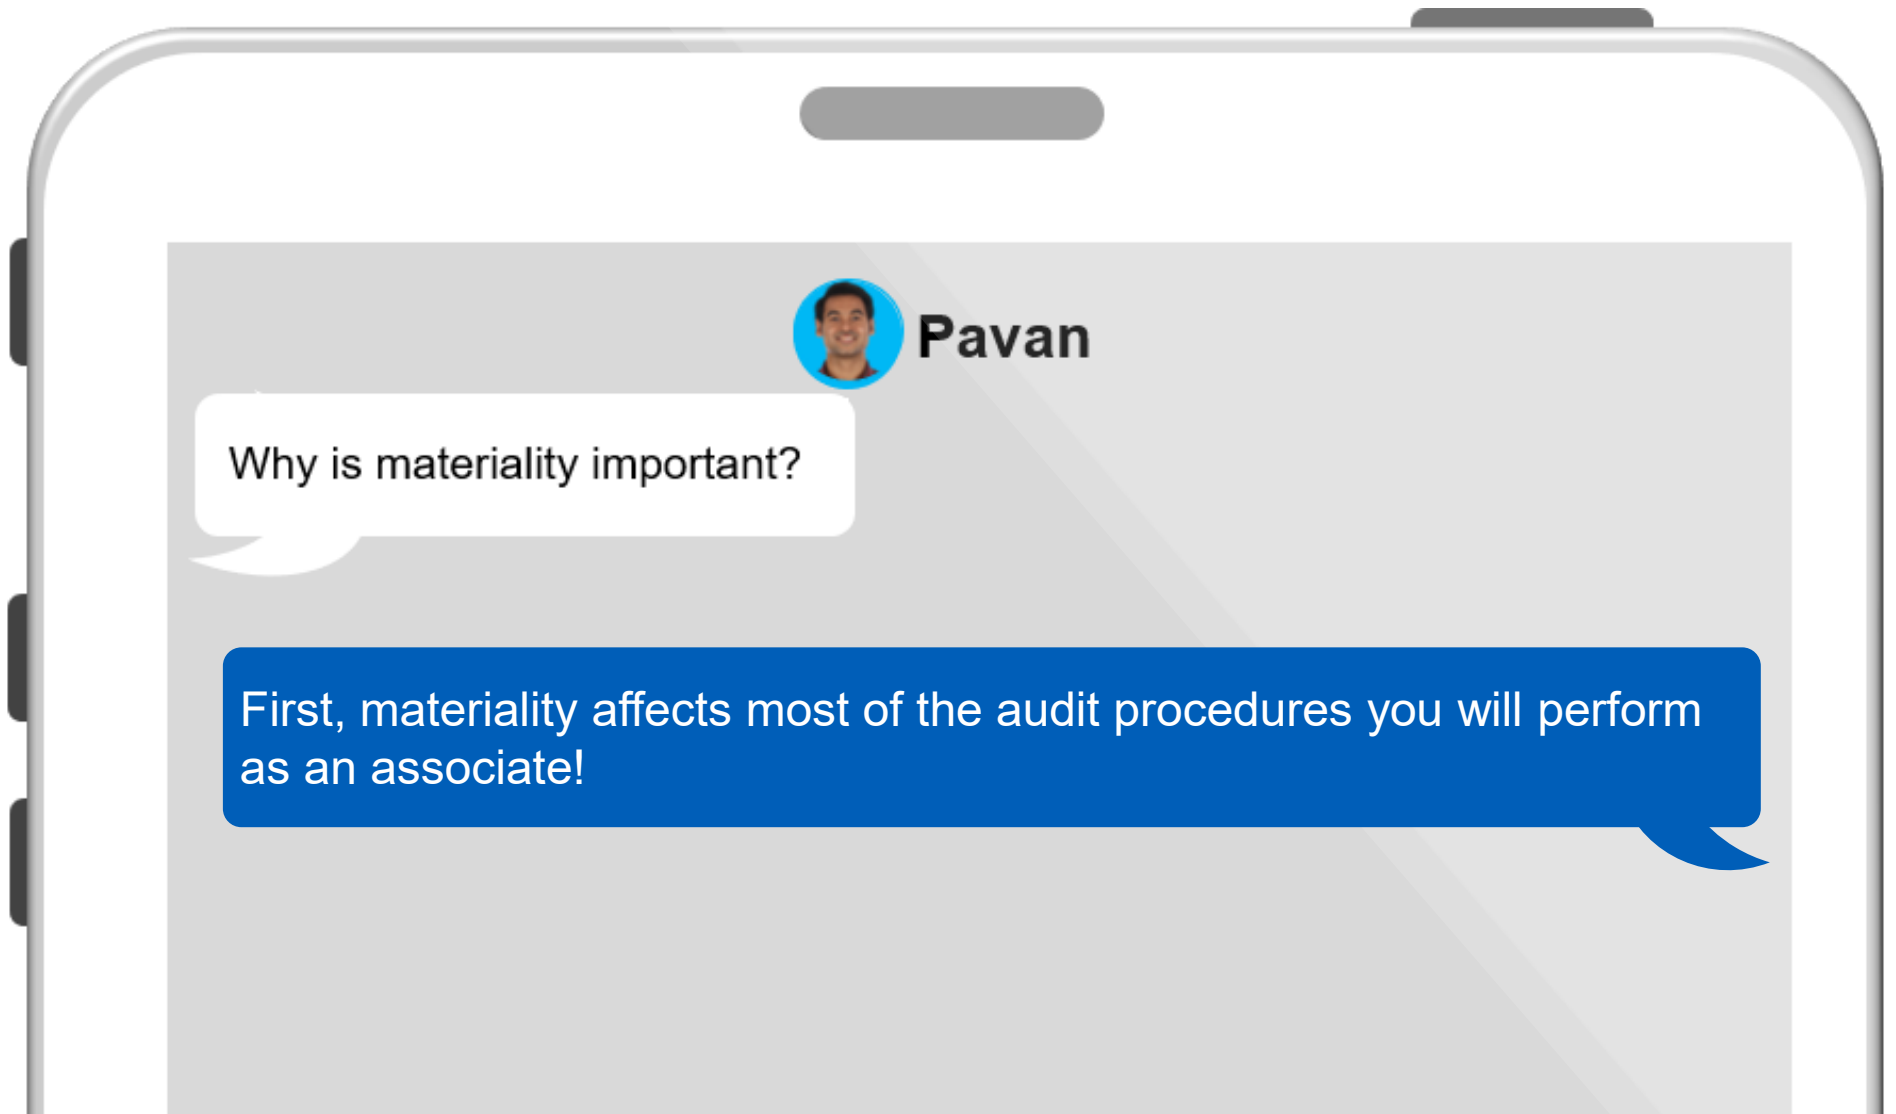 Pavan
Why is materiality important?
First, materiality affects most of the audit procedures you will perform
as an associate!